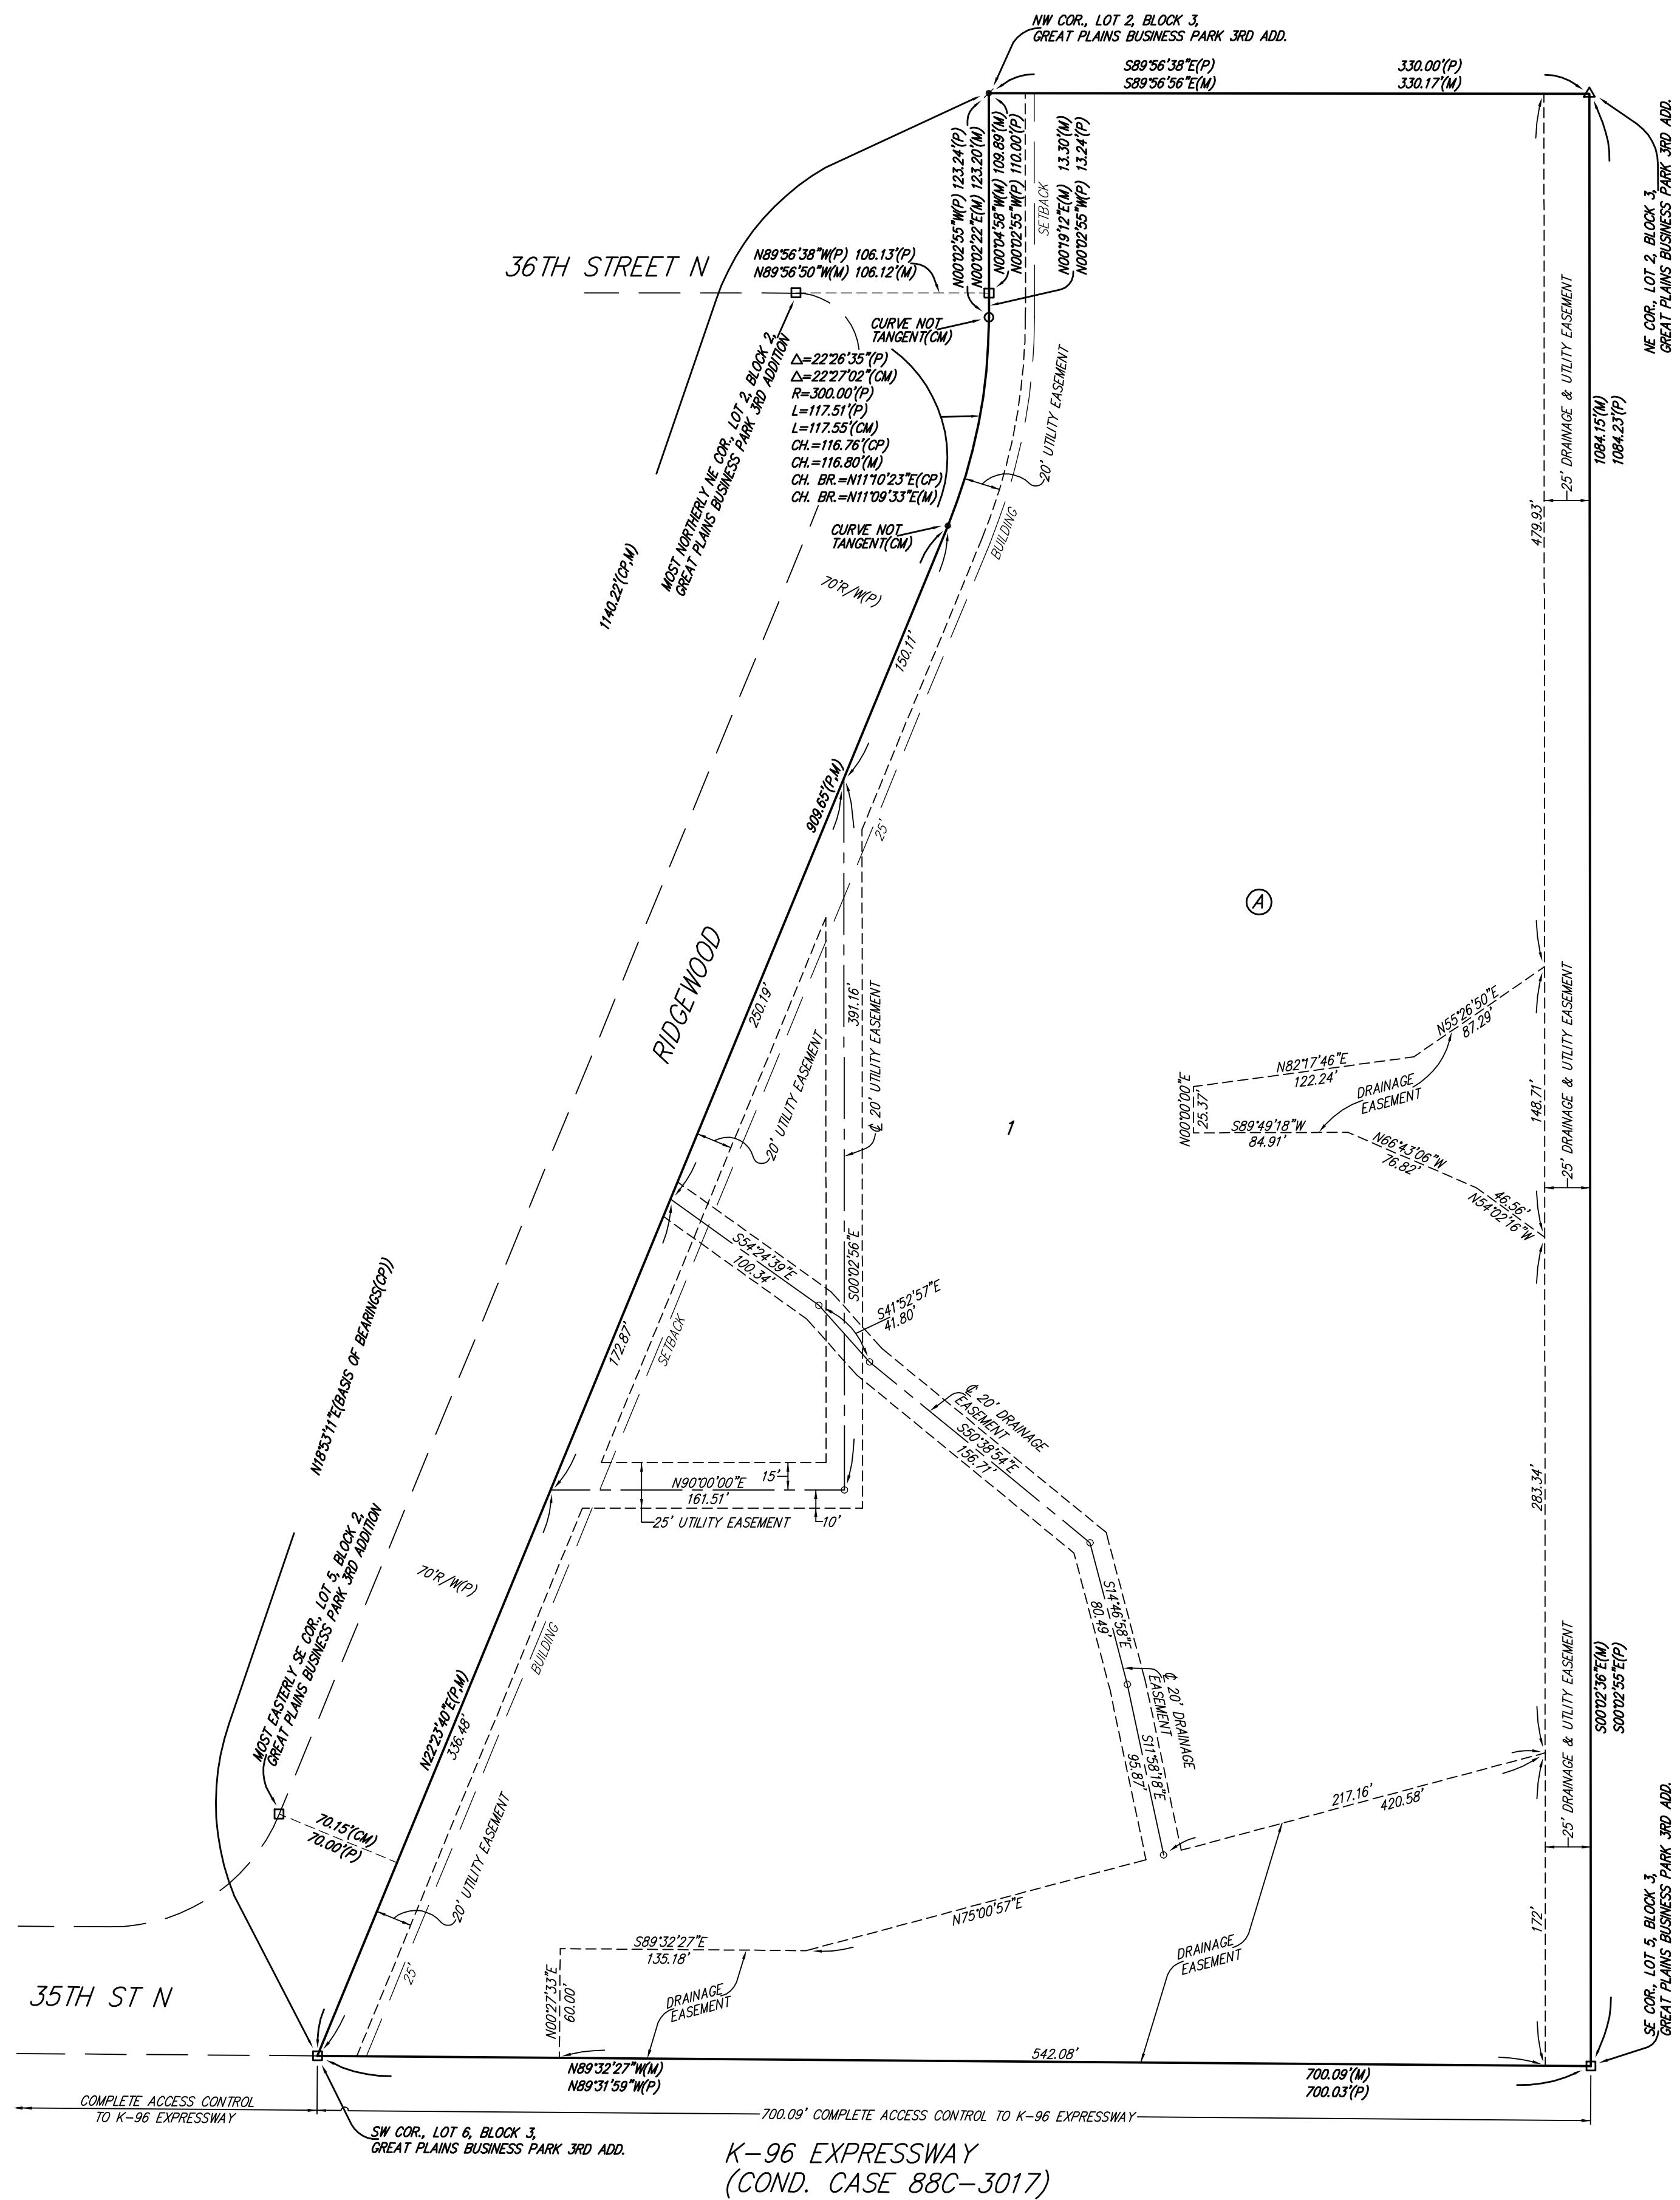 NW COR., LOT 2, BLOCK 3,
GREAT PLAINS BUSINESS PARK 3RD ADD.
S89°56'38"E(P)
S89°56'56"E(M)
330.00'(P)
330.17'(M)
NE COR., LOT 2, BLOCK 3,
GREAT PLAINS BUSINESS PARK 3RD ADD.
N00°02'55"W(P) 123.24'(P)
N00°02'22"E(M) 123.20'(M)
N00°04'58"W(M) 109.89'(M)
N00°02'55"W(P) 110.00'(P)
SETBACK
N00°19'12"E(M) 13.30'(M)
N00°02'55"W(P) 13.24'(P)
36TH STREET N
N89°56'38"W(P) 106.13'(P)
N89°56'50"W(M) 106.12'(M)
CURVE NOT
TANGENT(CM)
MOST NORTHERLY NE COR., LOT 2, BLOCK 2,
GREAT PLAINS BUSINESS PARK 3RD ADDITION
Δ=22°26'35"(P)
Δ=22°27'02"(CM)
R=300.00'(P)
L=117.51'(P)
L=117.55'(CM)
CH.=116.76'(CP)
CH.=116.80'(M)
CH. BR.=N11°10'23"E(CP)
CH. BR.=N11°09'33"E(M)
CURVE NOT
TANGENT(CM)
20' UTILITY EASEMENT
BUILDING
25' DRAINAGE & UTILITY EASEMENT
1084.15'(M)
1084.23'(P)
479.93'
1140.22'(CP,M)
70'R/W(P)
150.11'
909.65'(P,M)
25'
A
RIDGEWOOD
250.19'
20' UTILITY EASEMENT
391.16'
℄ 20' UTILITY EASEMENT
S00°02'56"E
1
N55°26'50"E
87.29'
N82°17'46"E
122.24'
N00°00'00"E
25.37'
DRAINAGE
EASEMENT
S89°49'18"W
84.91'
N66°43'06"W
76.82'
46.56'
N54°02'16"W
148.71'
25' DRAINAGE & UTILITY EASEMENT
S54°24'39"E
100.34'
S41°52'57"E
41.80'
172.87'
SETBACK
N18°53'11"E(BASIS OF BEARINGS(CP))
℄ 20' DRAINAGE
EASEMENT
S50°38'54"E
156.71'
N90°00'00"E
161.51'
15'
25' UTILITY EASEMENT
10'
283.34'
MOST EASTERLY SE COR., LOT 5, BLOCK 2,
GREAT PLAINS BUSINESS PARK 3RD ADDITION
70'R/W(P)
BUILDING
S14°46'58"E
80.49'
℄ 20' DRAINAGE
EASEMENT
S11°58'18"E
95.87'
N22°23'40"E(P,M)
336.48'
S00°02'36"E(M)
S00°02'55"E(P)
25' DRAINAGE & UTILITY EASEMENT
70.15'(CM)
70.00'(P)
20' UTILITY EASEMENT
217.16'
420.58'
N75°00'57"E
S89°32'27"E
135.18'
N00°27'33"E
60.00'
DRAINAGE
EASEMENT
DRAINAGE
EASEMENT
172'
SE COR., LOT 5, BLOCK 3,
GREAT PLAINS BUSINESS PARK 3RD ADD.
35TH ST N
25'
542.08'
N89°32'27"W(M)
N89°31'59"W(P)
700.09'(M)
700.03'(P)
COMPLETE ACCESS CONTROL
TO K-96 EXPRESSWAY
700.09' COMPLETE ACCESS CONTROL TO K-96 EXPRESSWAY
SW COR., LOT 6, BLOCK 3,
GREAT PLAINS BUSINESS PARK 3RD ADD.
K-96 EXPRESSWAY
(COND. CASE 88C-3017)